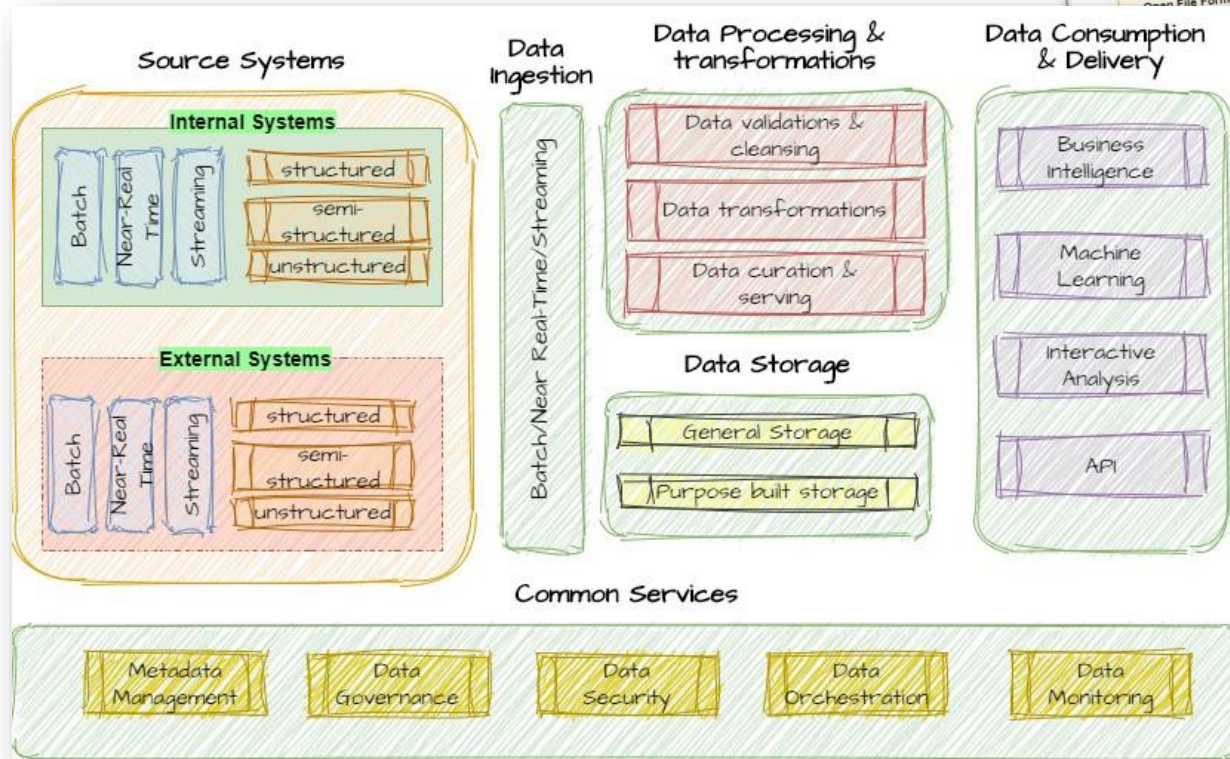 Open File Form
Source Systems
Internal Systems
Batch
Near-Real
Time
Streaming
structured
semi-
structured
unstructured
External Systems
Batch
Near-Real
Time
Streaming
structured
semi-
structured
unstructured
Data
Ingestion
Batch/Near Real-Time/Streaming
Data Processing &
transformations
Data validations &
cleansing
Data transformations
Data curation &
serving
Data Storage
General Storage
Purpose built storage
Data Consumption
& Delivery
Business
Intelligence
Machine
Learning
Interactive
Analysis
API
Common Services
Metadata
Management
Data
Governance
Data
Security
Data
Orchestration
Data
Monitoring